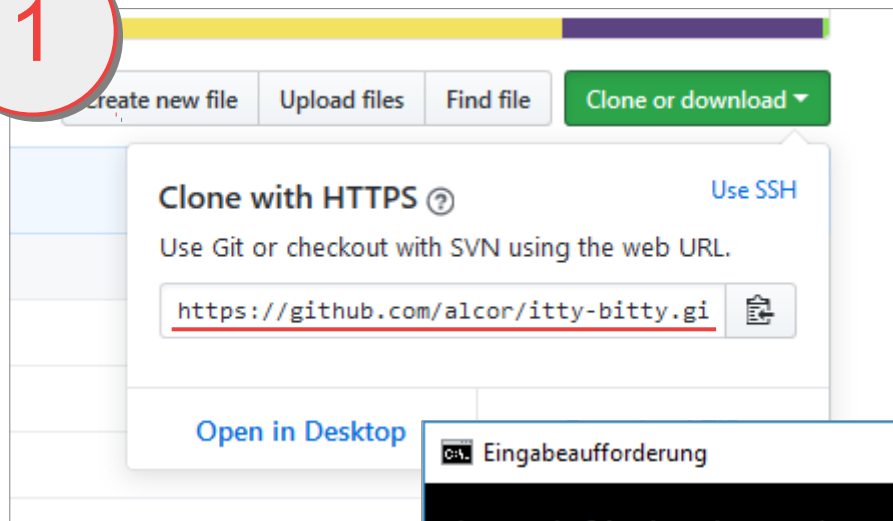 1
Create new file
Upload files
Find file
Clone or download
Clone with HTTPS ?
Use SSH
Use Git or checkout with SVN using the web URL.
https://github.com/alcor/itty-bitty.gi
Open in Desktop
C:\.
Eingabeaufforderung